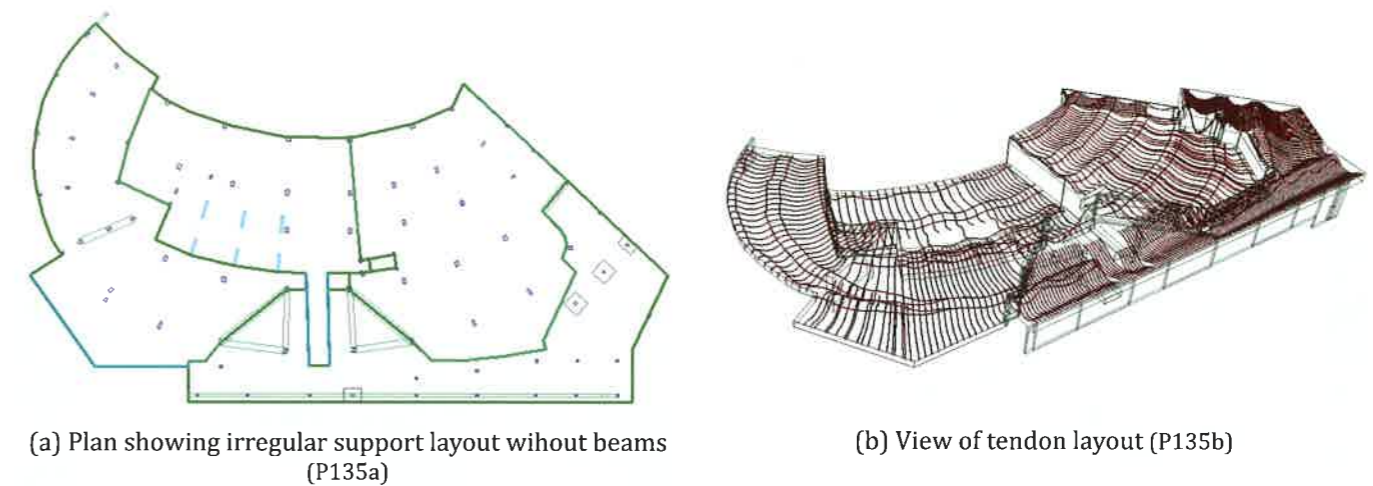 (a) Plan showing irregular support layout wihout beams
(P135a)
(b) View of tendon layout (P135b)